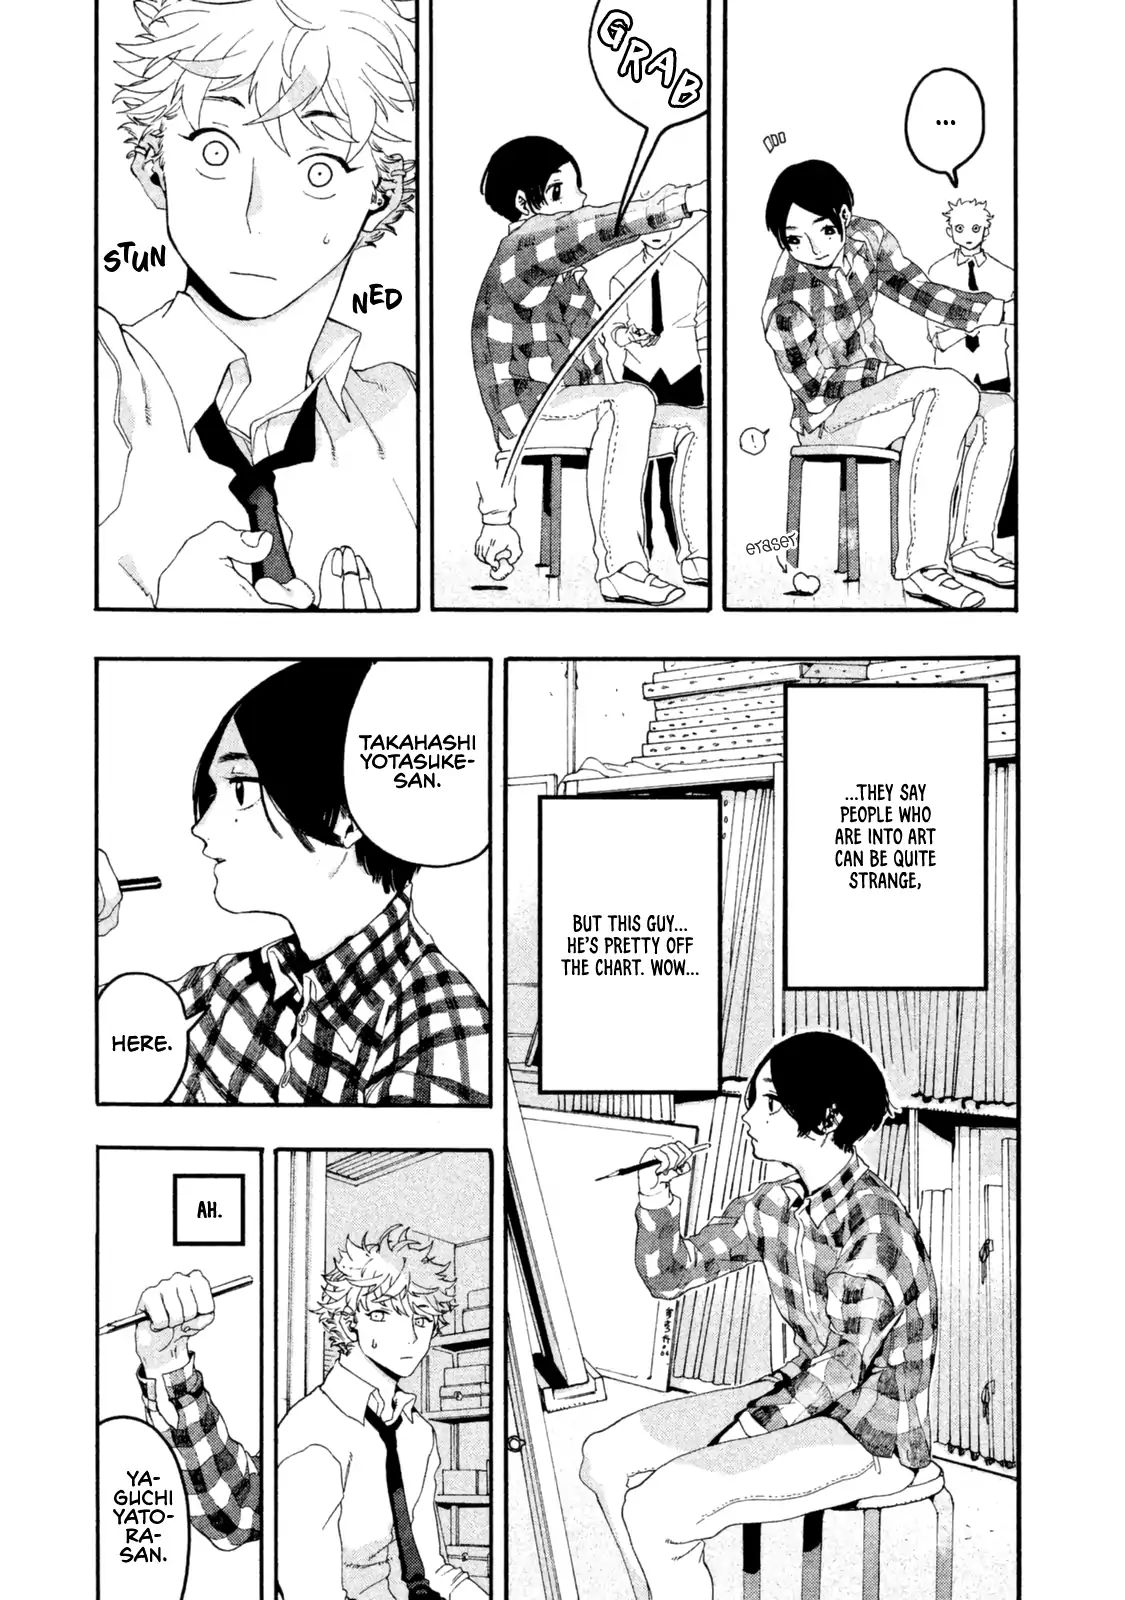 ...
!
eraser
GRAB
STUN
NED
...THEY SAY
PEOPLE WHO
ARE INTO ART
CAN BE QUITE
STRANGE,
BUT THIS GUY...
HE'S PRETTY OFF
THE CHART. WOW...
TAKAHASHI
YOTASUKE-
SAN.
HERE.
AH.
YA-
GUCHI
YATO-
RA-
SAN.